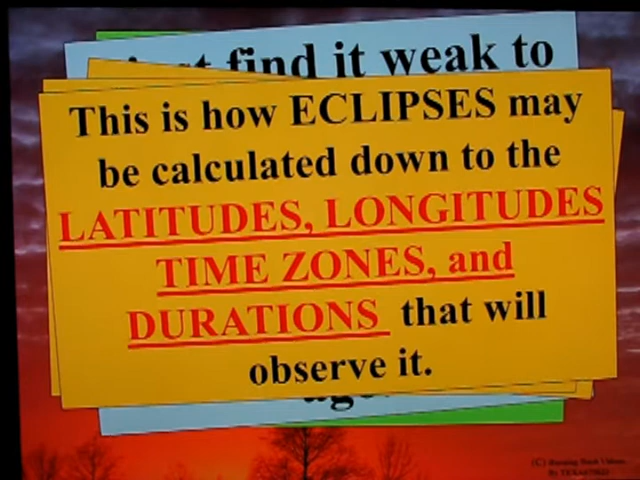 just find it weak to
This is how ECLIPSES may
be calculated down to the
LATITUDES, LONGITUDES
TIME ZONES, and
DURATIONS that will
observe it.